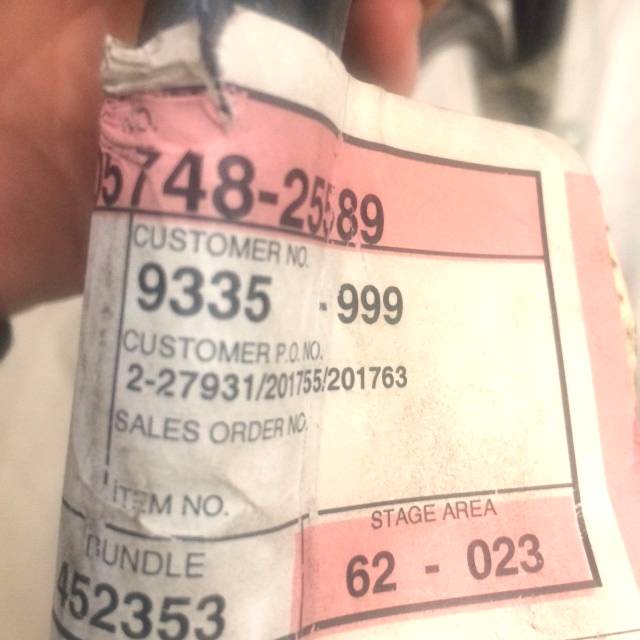 5748-25589
CUSTOMER NO.
9335 - 999
CUSTOMER P.O. NO.
2-27931/201755/201763
SALES ORDER NO.
ITEM NO.
STAGE AREA
62 - 023
BUNDLE
452353